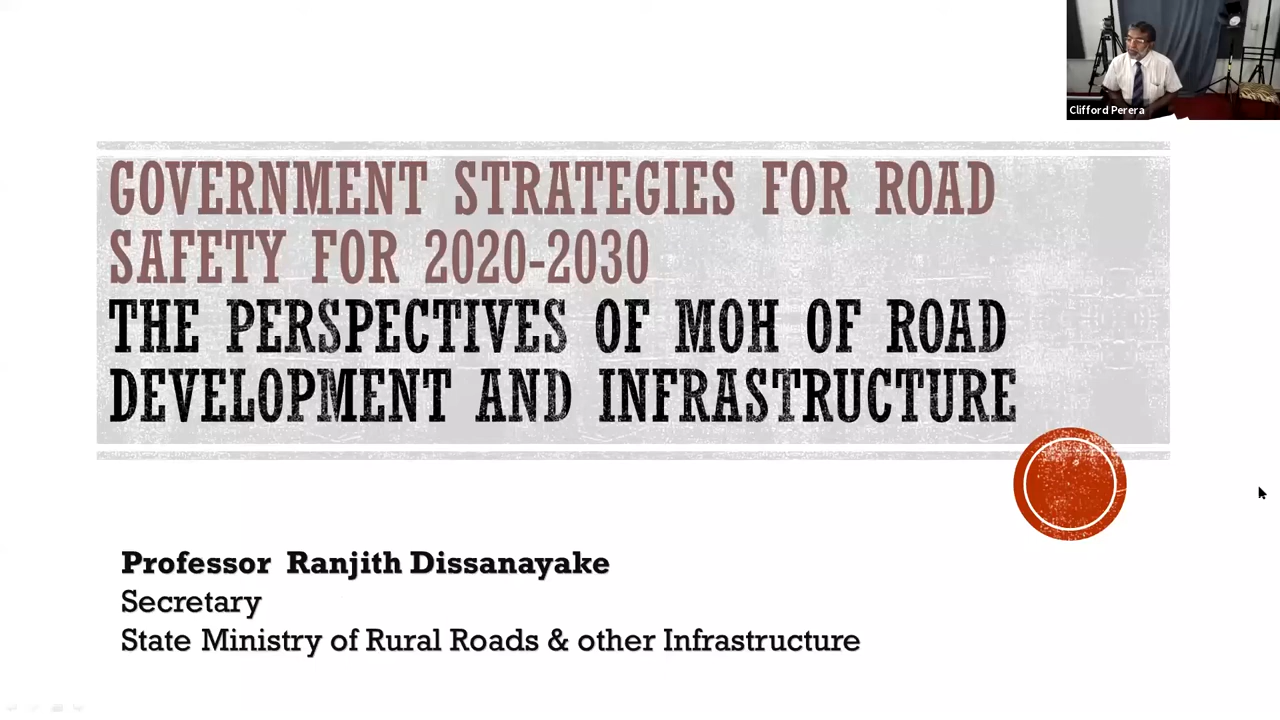 Clifford Perera
GOVERNMENT STRATEGIES FOR ROAD
SAFETY FOR 2020-2030
THE PERSPECTIVES OF MOH OF ROAD
DEVELOPMENT AND INFRASTRUCTURE
Professor Ranjith Dissanayake
Secretary
State Ministry of Rural Roads & other Infrastructure